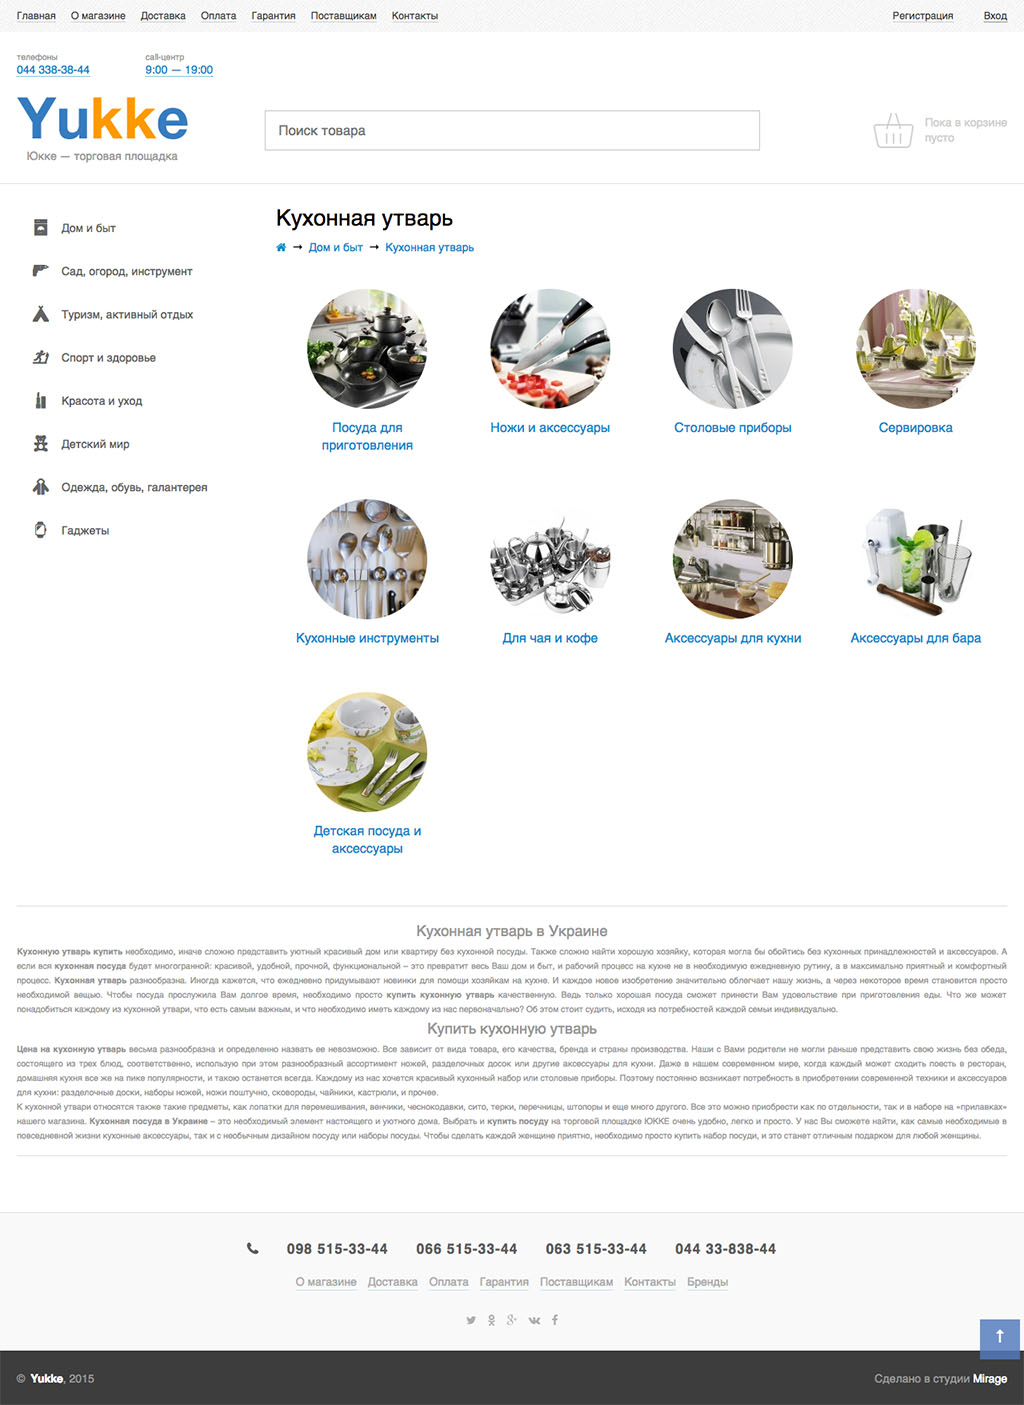 Главная О магазине Доставка Оплата Гарантия Поставщикам Контакты Регистрация Вход
телефоны call-центр
044 338-38-44 9:00 — 19:00
Yukke
Юкке — торговая площадка
Поиск товара
Пока в корзине
пусто
Дом и быт
Сад, огород, инструмент
Туризм, активный отдых
Спорт и здоровье
Красота и уход
Детский мир
Одежда, обувь, галантерея
Гаджеты
Кухонная утварь
→ Дом и быт → Кухонная утварь
Посуда для
приготовления
Ножи и аксессуары
Столовые приборы
Сервировка
Кухонные инструменты
Для чая и кофе
Аксессуары для кухни
Аксессуары для бара
Детская посуда и
аксессуары
Кухонная утварь в Украине
Кухонную утварь купить необходимо, иначе сложно представить уютный красивый дом или квартиру без кухонной посуды. Также сложно найти хорошую хозяйку, которая могла бы обойтись без кухонных принадлежностей и аксессуаров. А
если вся кухонная посуда будет многогранной: красивой, удобной, прочной, функциональной – это превратит весь Ваш дом и быт, и рабочий процесс на кухне не в необходимую ежедневную рутину, а в максимально приятный и комфортный
процесс. Кухонная утварь разнообразна. Иногда кажется, что ежедневно придумывают новинки для помощи хозяйкам на кухне. И каждое новое изобретение значительно облегчает нашу жизнь, а через некоторое время становится просто
необходимой вещью. Чтобы посуда прослужила Вам долгое время, необходимо просто купить кухонную утварь качественную. Ведь только хорошая посуда сможет принести Вам удовольствие при приготовления еды. Что же может
понадобиться каждому из кухонной утвари, что есть самым важным, и что необходимо иметь каждому из нас первоначально? Об этом стоит судить, исходя из потребностей каждой семьи индивидуально.
Купить кухонную утварь
Цена на кухонную утварь весьма разнообразна и определенно назвать ее невозможно. Все зависит от вида товара, его качества, бренда и страны производства. Наши с Вами родители не могли раньше представить свою жизнь без обеда,
состоящего из трех блюд, соответственно, использую при этом разнообразный ассортимент ножей, разделочных досок или другие аксессуары для кухни. Даже в нашем современном мире, когда каждый может сходить поесть в ресторан,
домашняя кухня все же на пике популярности, и такою останется всегда. Каждому из нас хочется красивый кухонный набор или столовые приборы. Поэтому постоянно возникает потребность в приобретении современной техники и аксессуаров
для кухни: разделочные доски, наборы ножей, ножи поштучно, сковороды, чайники, кастрюли, и прочее.
К кухонной утвари относятся также такие предметы, как лопатки для перемешивания, венчики, чеснокодавки, сито, терки, перечницы, штопоры и еще много другого. Все это можно приобрести как по отдельности, так и в наборе на «прилавках»
нашего магазина. Кухонная посуда в Украине – это необходимый элемент настоящего и уютного дома. Выбрать и купить посуду на торговой площадке ЮККЕ очень удобно, легко и просто. У нас Вы сможете найти, как самые необходимые в
повседневной жизни кухонные аксессуары, так и с необычным дизайном посуду или наборы посуды. Чтобы сделать каждой женщине приятно, необходимо просто купить набор посуди, и это станет отличным подарком для любой женщины.
098 515-33-44 066 515-33-44 063 515-33-44 044 33-838-44
О магазине Доставка Оплата Гарантия Поставщикам Контакты Бренды
© Yukke, 2015 Сделано в студии Mirage